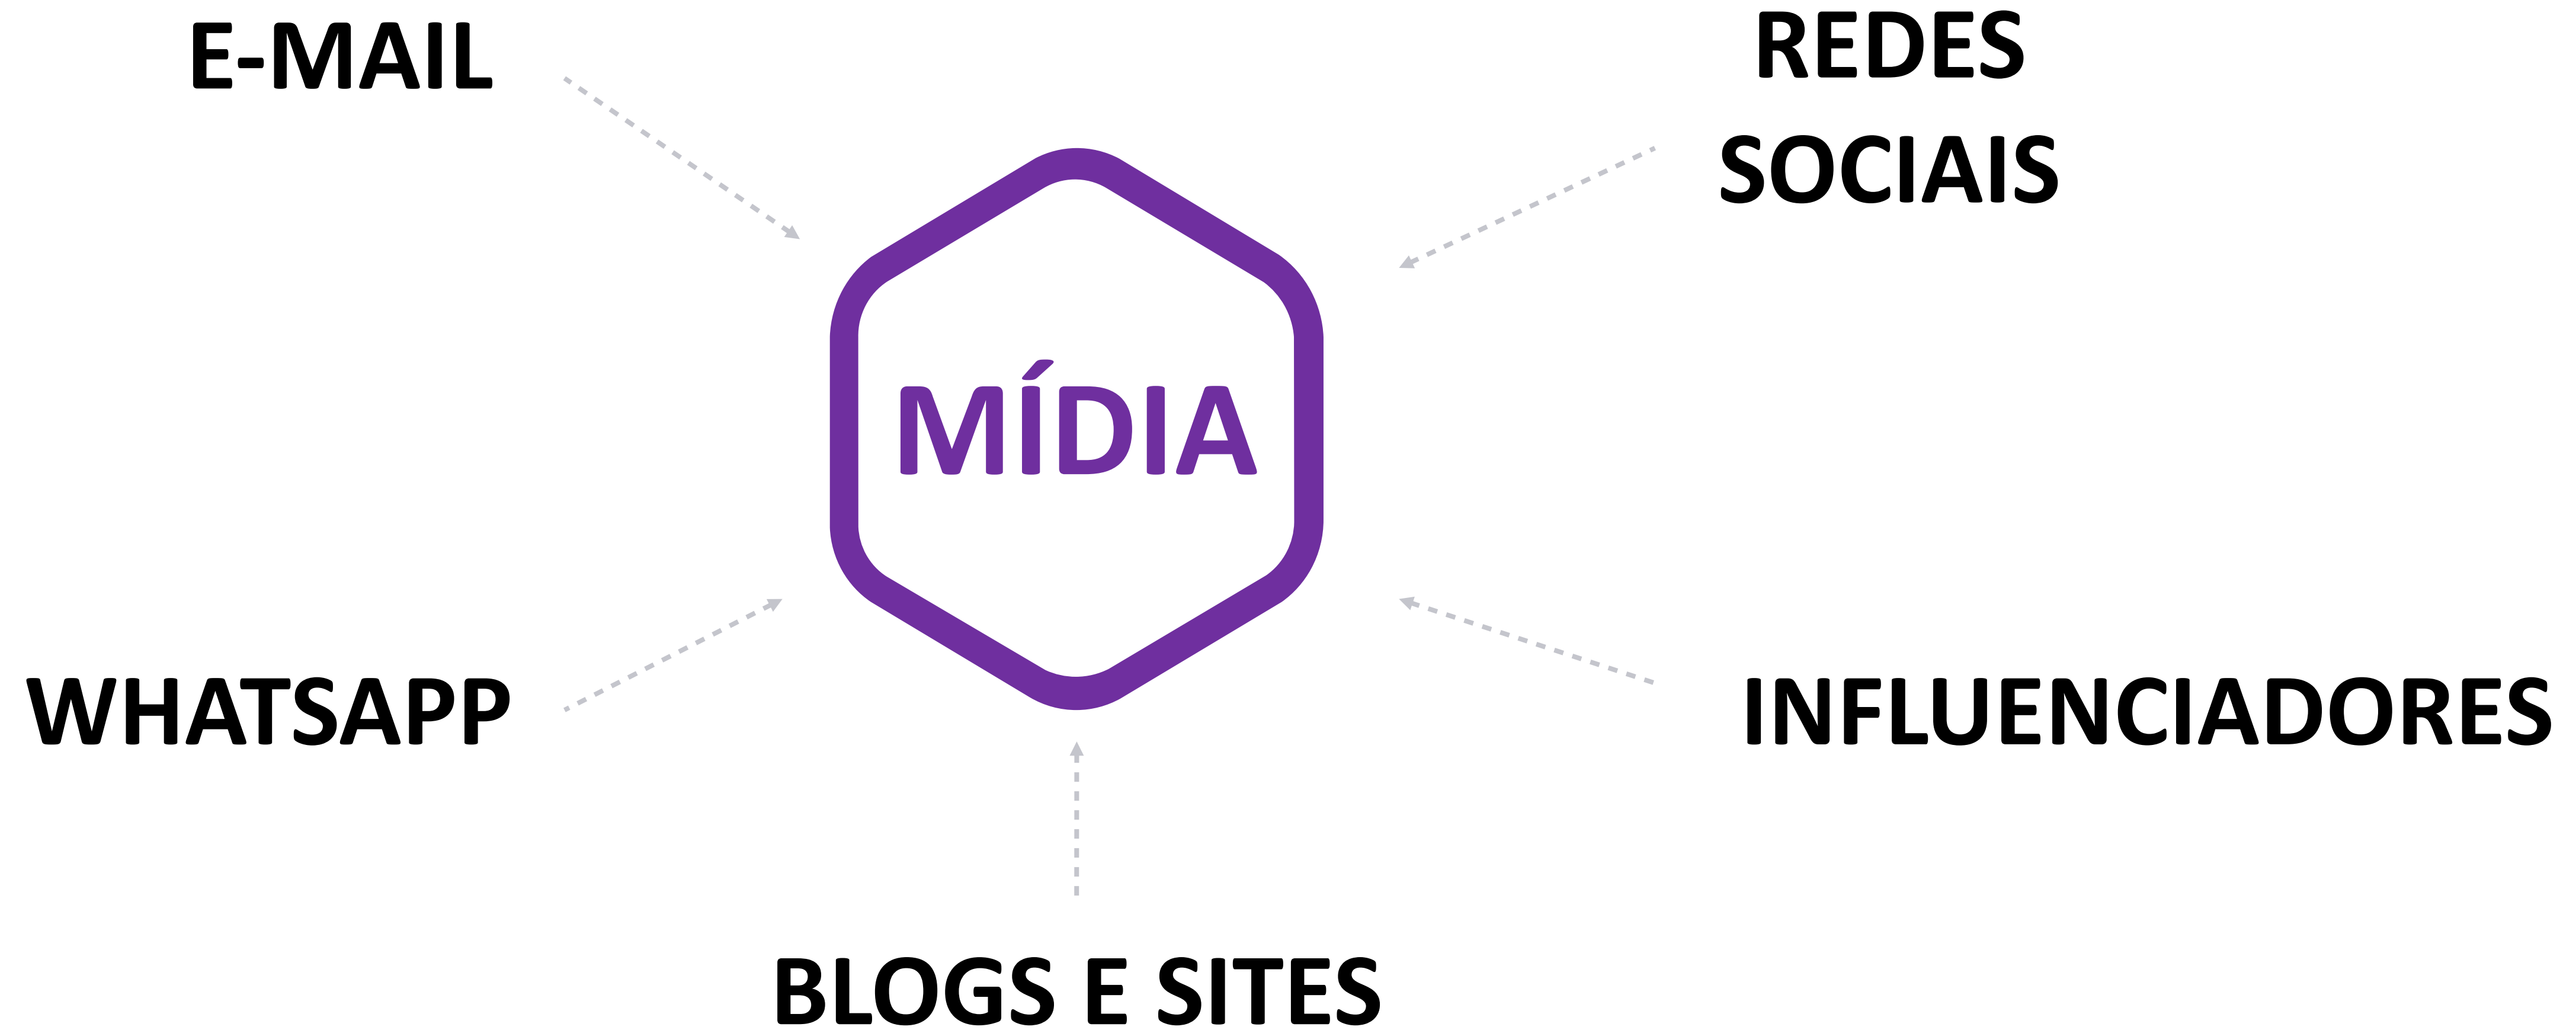 E-MAIL
REDES
SOCIAIS
MÍDIA
WHATSAPP
INFLUENCIADORES
BLOGS E SITES